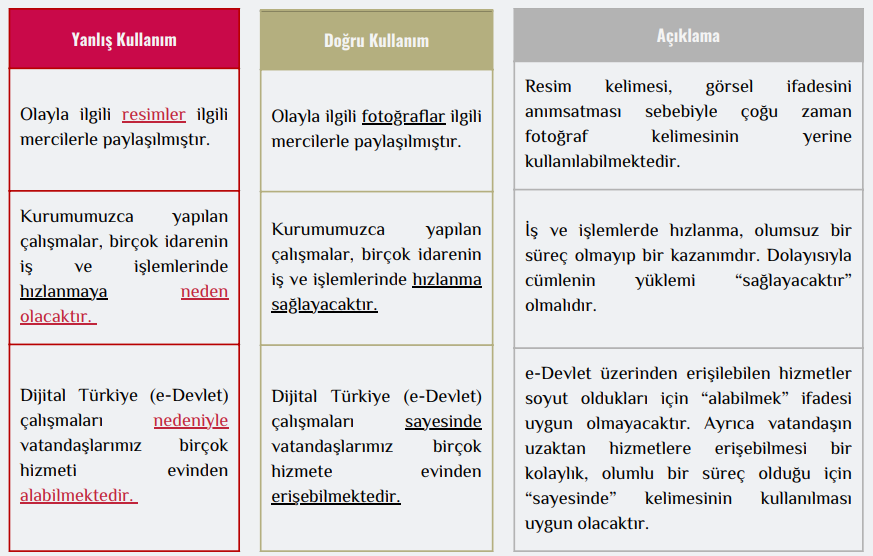 Yanlış Kullanım
Doğru Kullanım
Açıklama
Olayla ilgili resimler ilgili
mercilerle paylaşılmıştır.
Olayla ilgili fotoğraflar ilgili
mercilerle paylaşılmıştır.
Resim kelimesi, görsel ifadesini
anımsatması sebebiyle çoğu zaman
fotoğraf kelimesinin yerine
kullanılabilmektedir.
Kurumumuzca yapılan
çalışmalar, birçok idarenin
iş ve işlemlerinde
hızlanmaya neden
olacaktır.
Kurumumuzca yapılan
çalışmalar, birçok idarenin
iş ve işlemlerinde hızlanma
sağlayacaktır.
İş ve işlemlerde hızlanma, olumsuz bir
süreç olmayıp bir kazanımdır. Dolayısıyla
cümlenin yüklemi “sağlayacaktır”
olmalıdır.
Dijital Türkiye (e-Devlet)
çalışmaları nedeniyle
vatandaşlarımız birçok
hizmeti evinden
alabilmektedir.
Dijital Türkiye (e-Devlet)
çalışmaları sayesinde
vatandaşlarımız birçok
hizmete evinden
erişebilmektedir.
e-Devlet üzerinden erişilebilen hizmetler
soyut oldukları için “alabilmek” ifadesi
uygun olmayacaktır. Ayrıca vatandaşın
uzaktan hizmetlere erişebilmesi bir
kolaylık, olumlu bir süreç olduğu için
“sayesinde” kelimesinin kullanılması
uygun olacaktır.